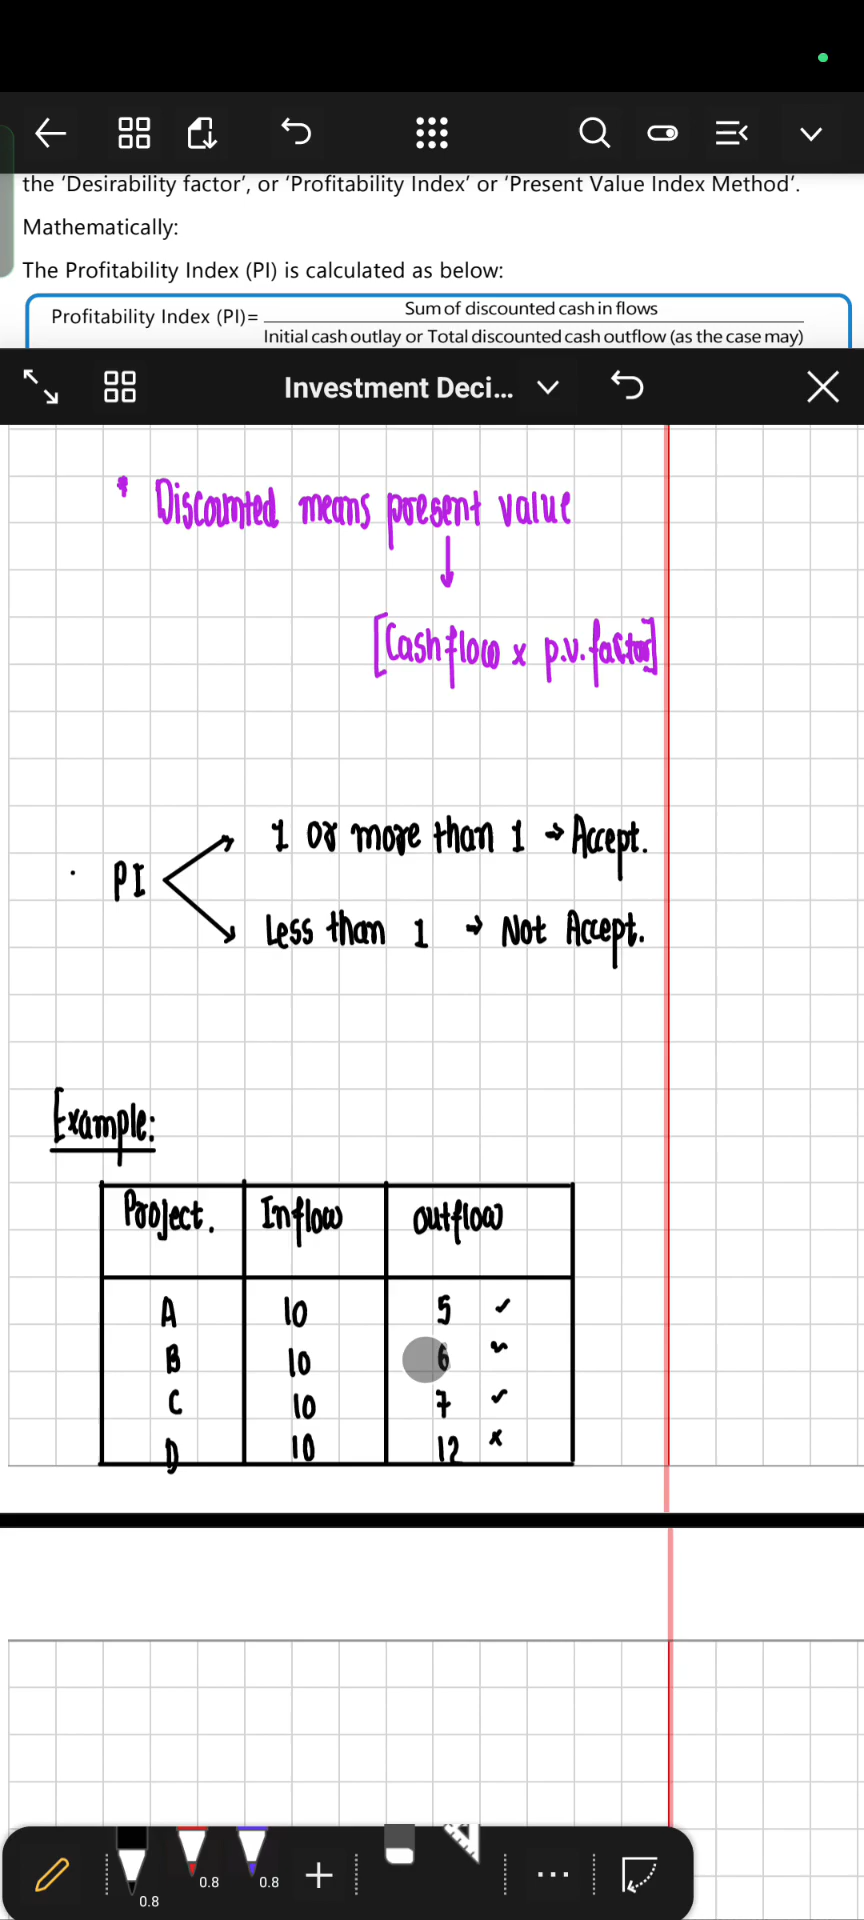 the ‘Desirability factor’, or ‘Profitability Index’ or ‘Present Value Index Method’.
Mathematically:
The Profitability Index (PI) is calculated as below:
Profitability Index (PI)= Sum of discounted cash in flows
Initial cash outlay or Total discounted cash outflow (as the case may)
Investment Deci...
* Discounted means present value
↓
[Cash flow x p.v. factor]
1 or more than 1 → Accept.
· PI
Less than 1 → Not Accept.
Example:
Project. Inflow outflow
A 10 5 ✓
B 10 6 ✓
C 10 7 ✓
D 10 12 x
0.8 0.8 0.8